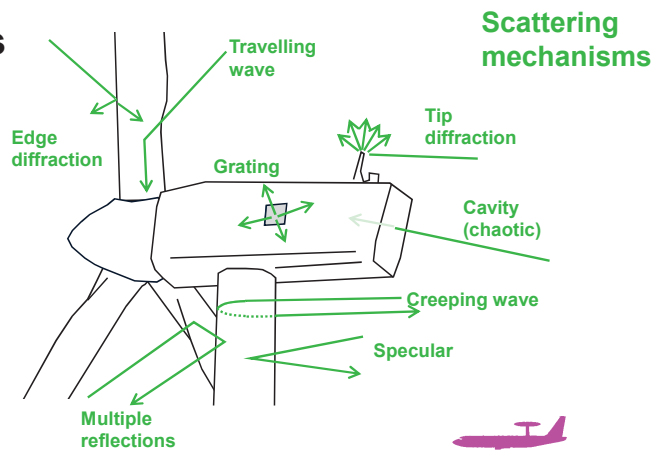 s
Scattering
mechanisms
Travelling
wave
Edge
diffraction
Tip
diffraction
Grating
Cavity
(chaotic)
Creeping wave
Specular
Multiple
reflections